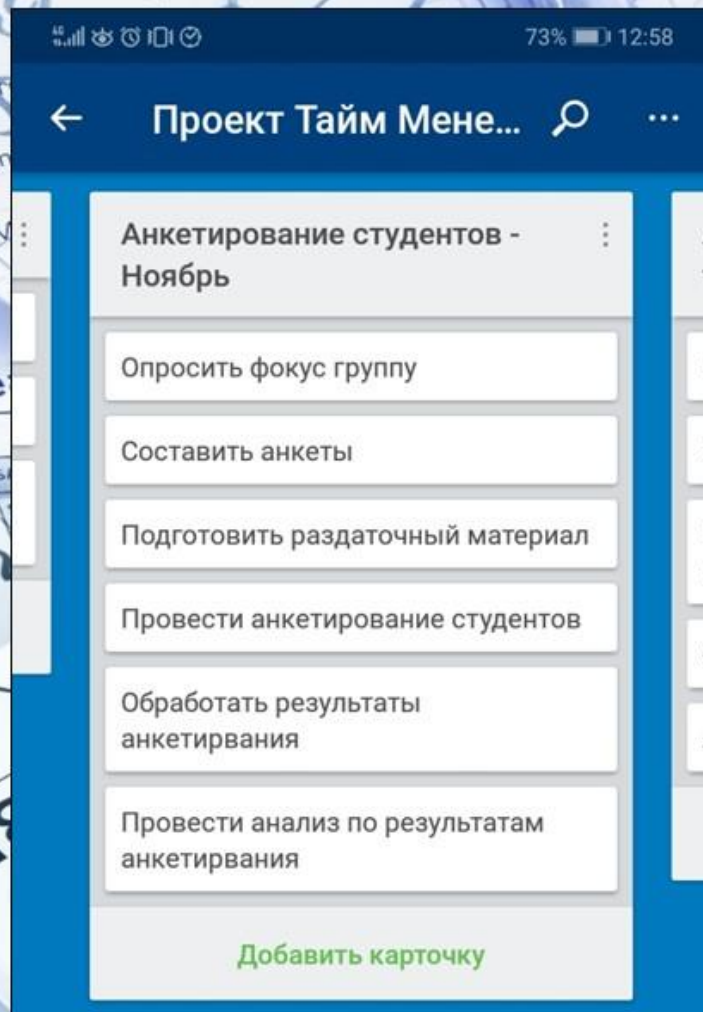 73% 12:58
Проект Тайм Мене...
Анкетирование студентов -
Ноябрь
Опросить фокус группу
Составить анкеты
Подготовить раздаточный материал
Провести анкетирование студентов
Обработать результаты
анкетирвания
Провести анализ по результатам
анкетирвания
Добавить карточку